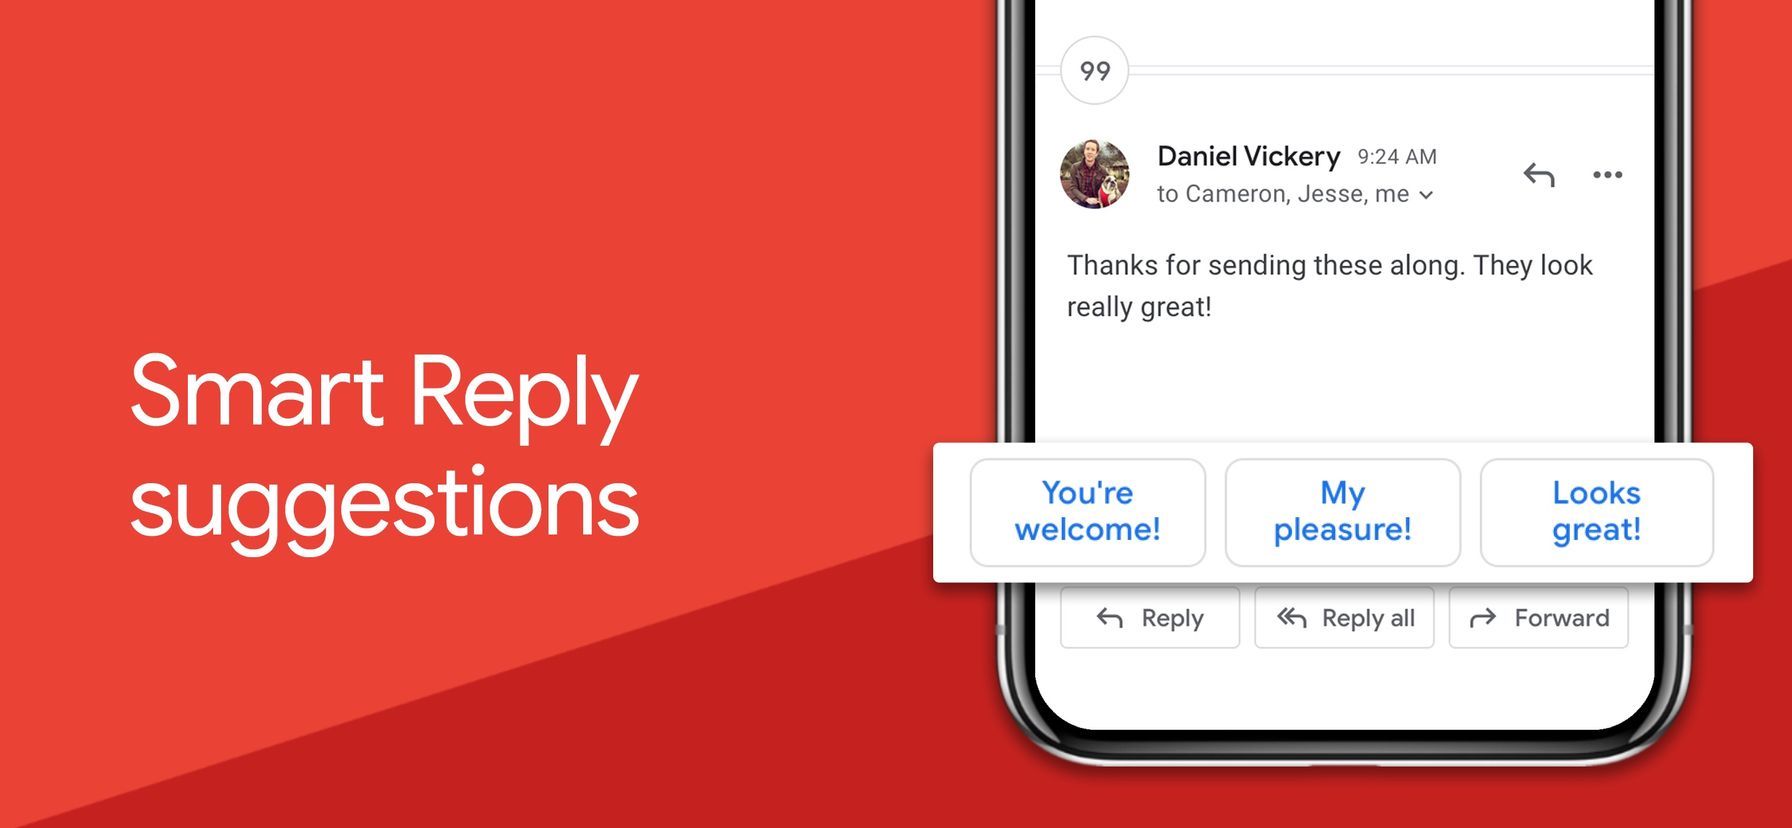 Smart Reply
suggestions
99
Daniel Vickery 9:24 AM
to Cameron, Jesse, me
Thanks for sending these along. They look
really great!
You're
welcome!
My
pleasure!
Looks
great!
Reply
Reply all
Forward